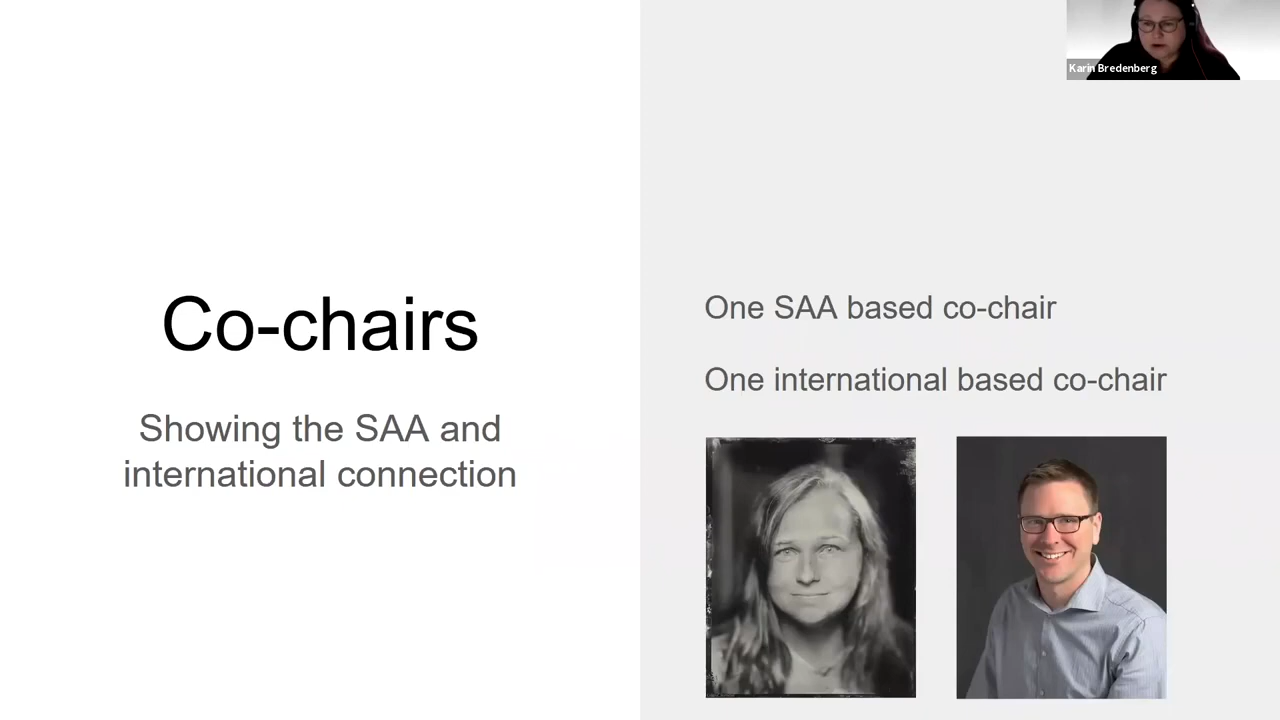 Karin Bredenberg
Co-chairs
Showing the SAA and
international connection
One SAA based co-chair
One international based co-chair